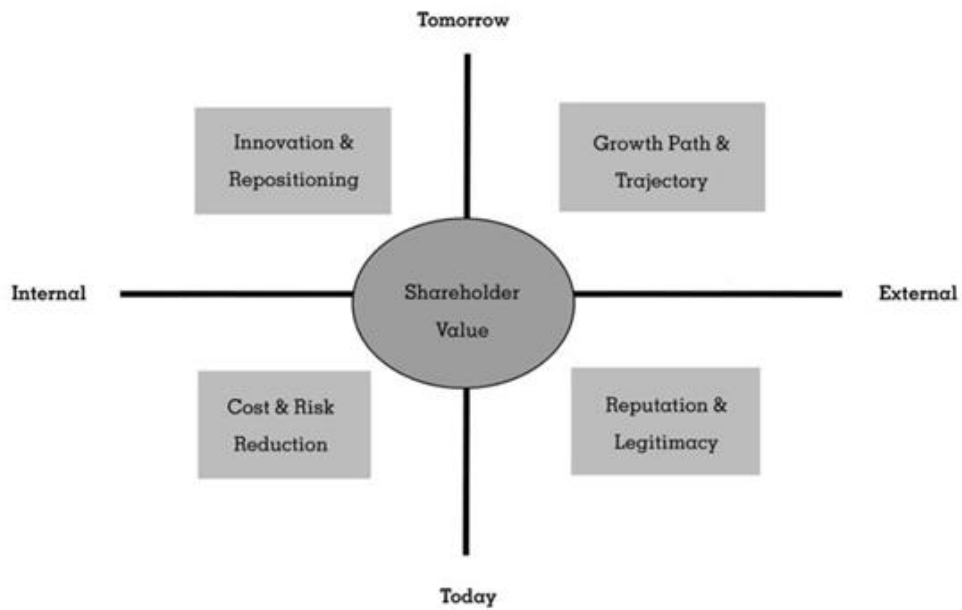 Tomorrow
Innovation &
Repositioning
Growth Path &
Trajectory
Internal
Shareholder
Value
External
Cost & Risk
Reduction
Reputation &
Legitimacy
Today